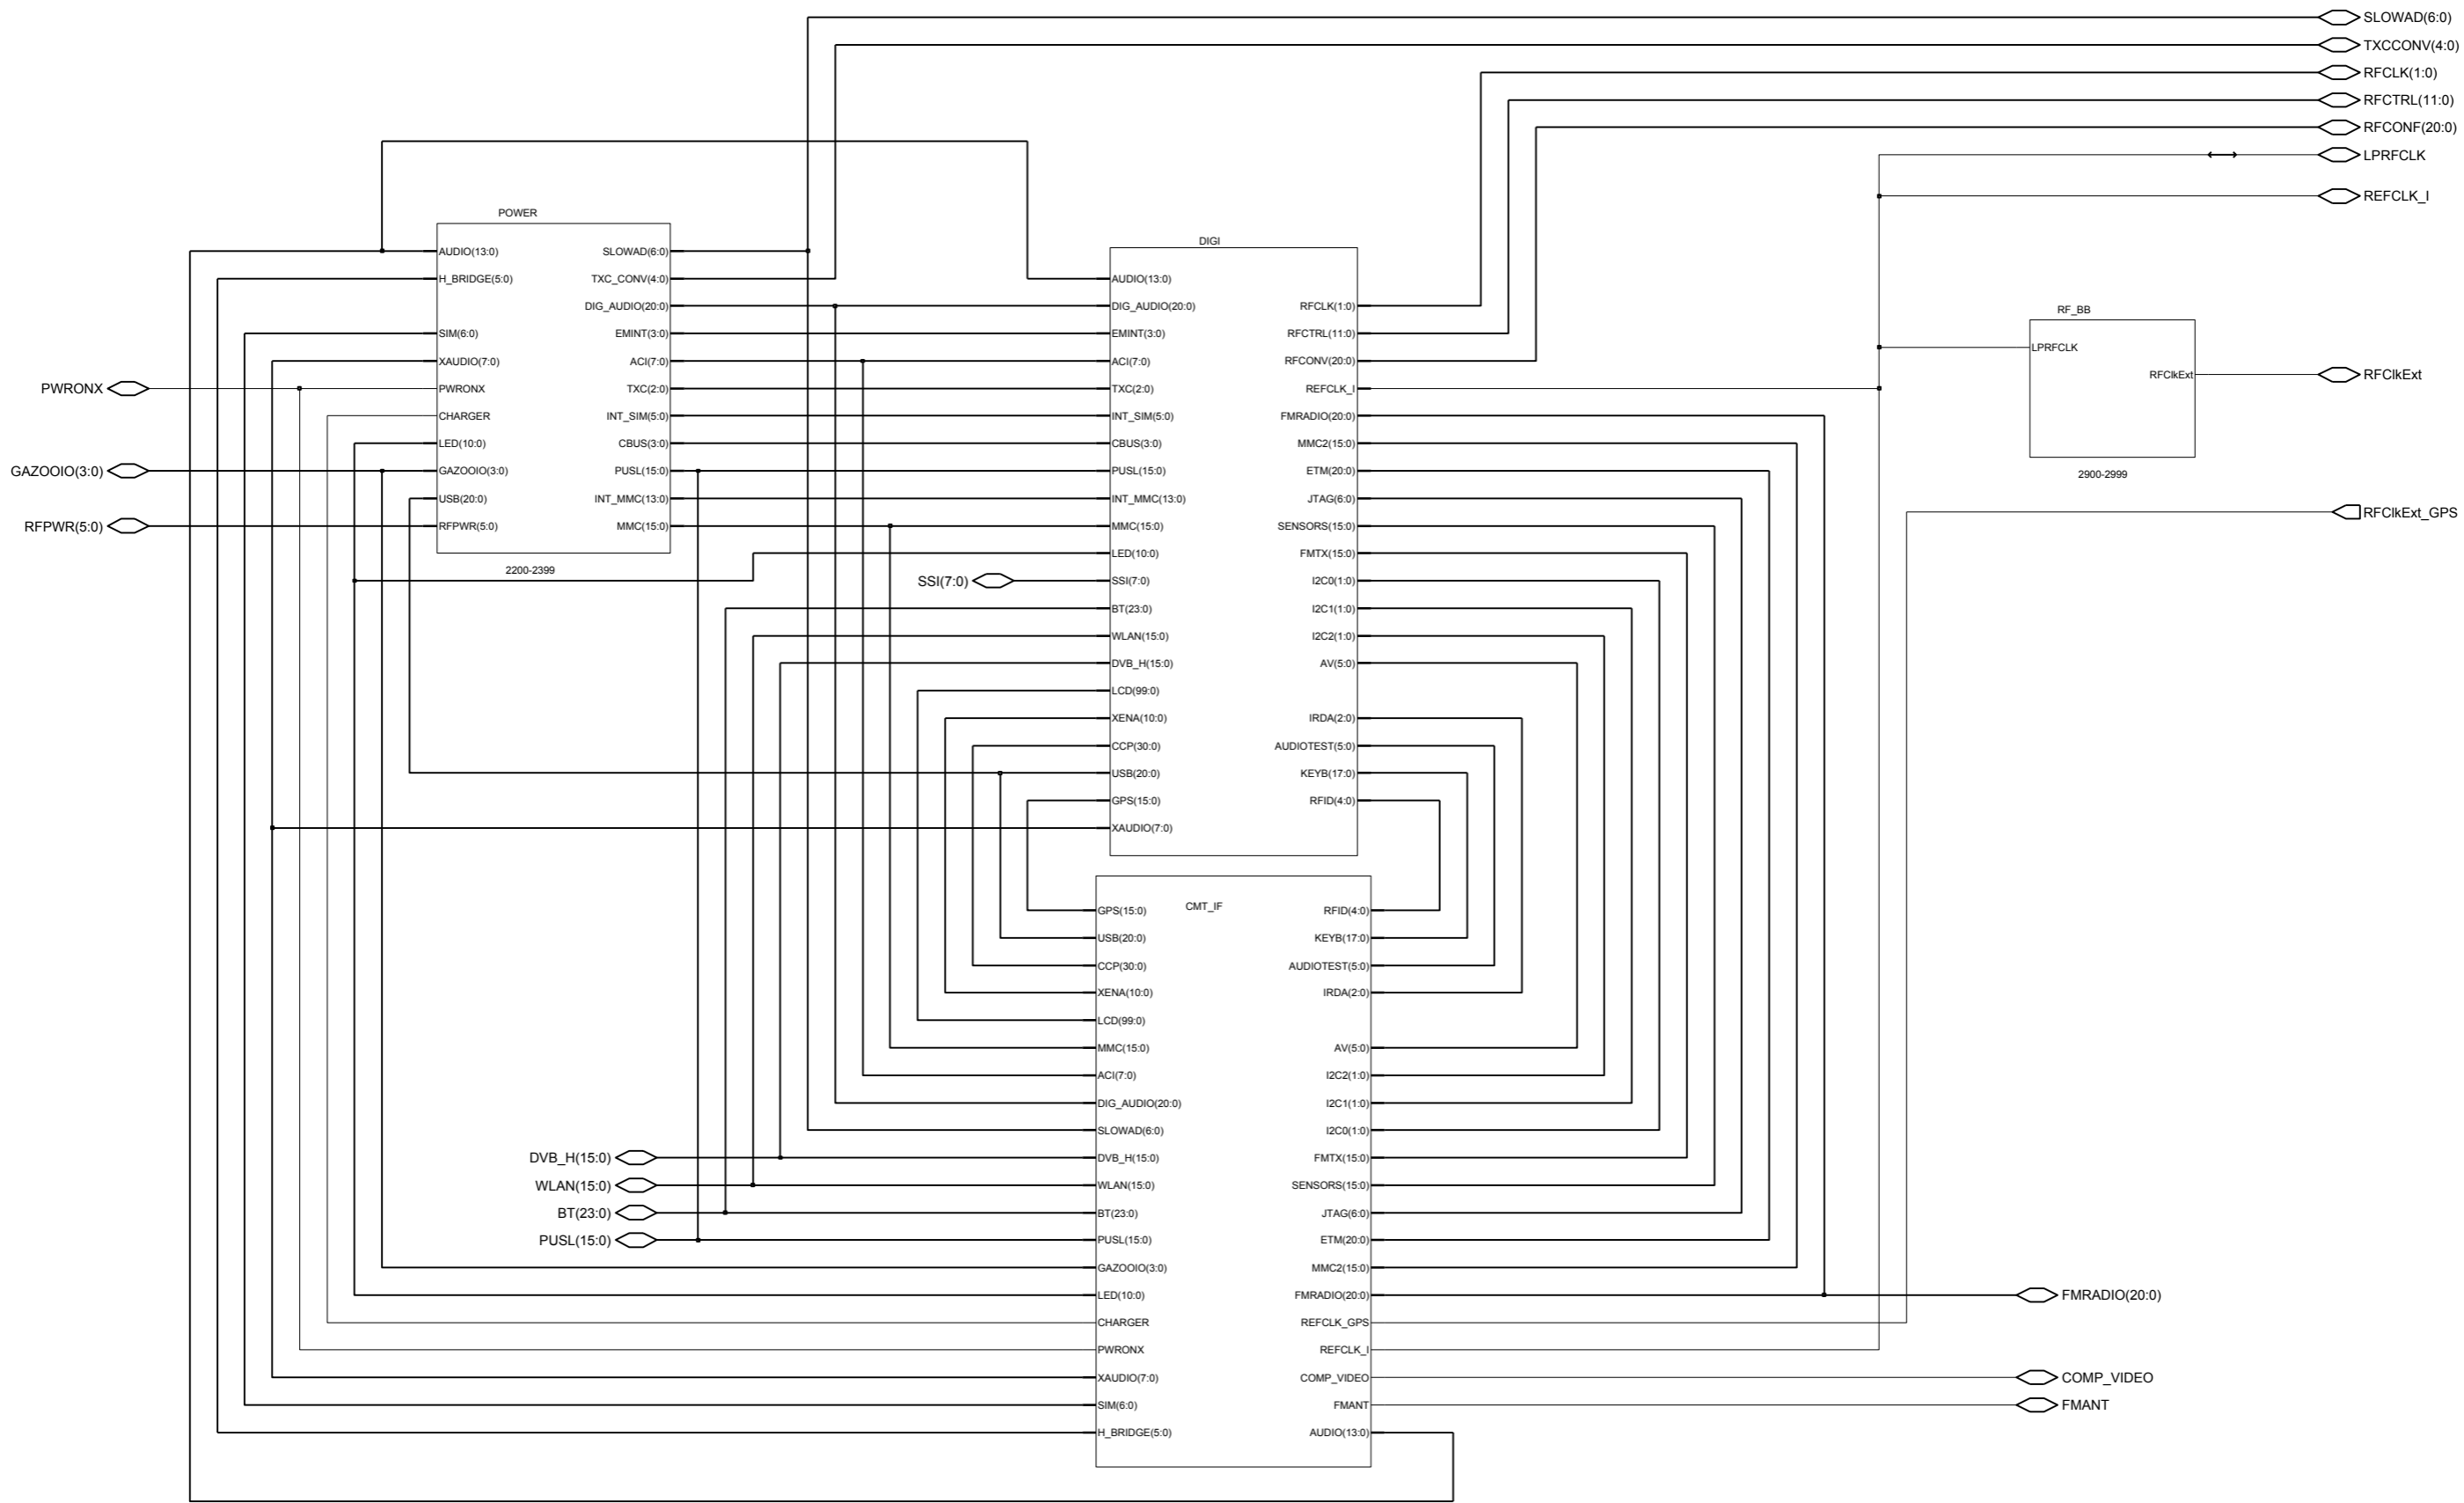 SLOWAD(6:0)
TXCCONV(4:0)
RFCLK(1:0)
RFCTRL(11:0)
RFCONF(20:0)
LPRFCLK
REFCLK_I
RFClkExt
RFClkExt_GPS
PWRONX
GAZOOIO(3:0)
RFPWR(5:0)
POWER
AUDIO(13:0)
H_BRIDGE(5:0)
SIM(6:0)
XAUDIO(7:0)
PWRONX
CHARGER
LED(10:0)
GAZOOIO(3:0)
USB(20:0)
RFPWR(5:0)
SLOWAD(6:0)
TXC_CONV(4:0)
DIG_AUDIO(20:0)
EMINT(3:0)
ACI(7:0)
TXC(2:0)
INT_SIM(5:0)
CBUS(3:0)
PUSL(15:0)
INT_MMC(13:0)
MMC(15:0)
2200-2399
SSI(7:0)
DIGI
AUDIO(13:0)
DIG_AUDIO(20:0)
EMINT(3:0)
ACI(7:0)
TXC(2:0)
INT_SIM(5:0)
CBUS(3:0)
PUSL(15:0)
INT_MMC(13:0)
MMC(15:0)
LED(10:0)
SSI(7:0)
BT(23:0)
WLAN(15:0)
DVB_H(15:0)
LCD(99:0)
XENA(10:0)
CCP(30:0)
USB(20:0)
GPS(15:0)
XAUDIO(7:0)
RFCLK(1:0)
RFCTRL(11:0)
RFCONV(20:0)
REFCLK_I
FMRADIO(20:0)
MMC2(15:0)
ETM(20:0)
JTAG(6:0)
SENSORS(15:0)
FMTX(15:0)
I2C0(1:0)
I2C1(1:0)
I2C2(1:0)
AV(5:0)
IRDA(2:0)
AUDIOTEST(5:0)
KEYB(17:0)
RFID(4:0)
RF_BB
LPRFCLK
RFClkExt
2900-2999
DVB_H(15:0)
WLAN(15:0)
BT(23:0)
PUSL(15:0)
CMT_IF
GPS(15:0)
USB(20:0)
CCP(30:0)
XENA(10:0)
LCD(99:0)
MMC(15:0)
ACI(7:0)
DIG_AUDIO(20:0)
SLOWAD(6:0)
DVB_H(15:0)
WLAN(15:0)
BT(23:0)
PUSL(15:0)
GAZOOIO(3:0)
LED(10:0)
CHARGER
PWRONX
XAUDIO(7:0)
SIM(6:0)
H_BRIDGE(5:0)
RFID(4:0)
KEYB(17:0)
AUDIOTEST(5:0)
IRDA(2:0)
AV(5:0)
I2C2(1:0)
I2C1(1:0)
I2C0(1:0)
FMTX(15:0)
SENSORS(15:0)
JTAG(6:0)
ETM(20:0)
MMC2(15:0)
FMRADIO(20:0)
REFCLK_GPS
REFCLK_I
COMP_VIDEO
FMANT
AUDIO(13:0)
FMRADIO(20:0)
COMP_VIDEO
FMANT